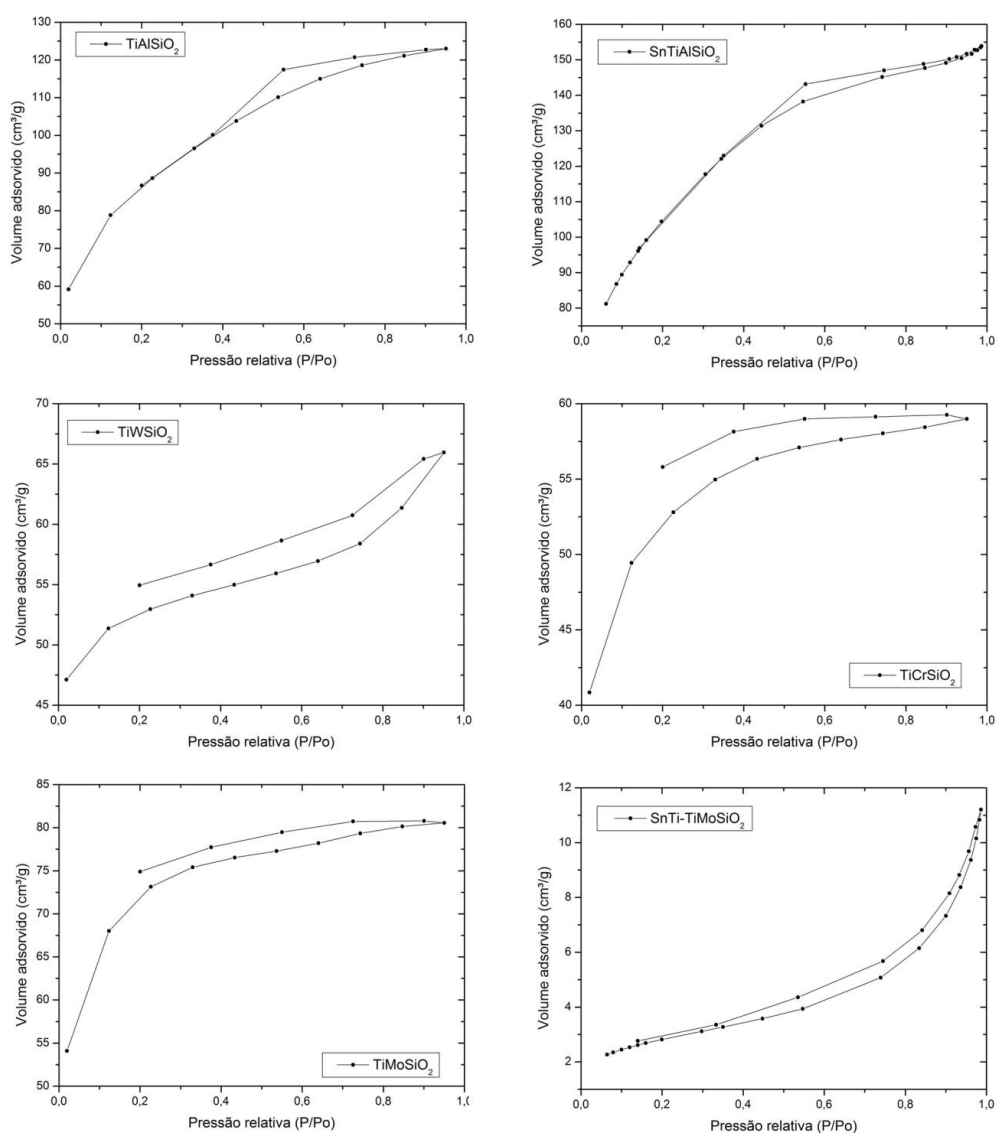 130
120
110
100
90
80
70
60
50
TiAlSiO₂
Volume adsorvido (cm³/g)
0,0 0,2 0,4 0,6 0,8 1,0
Pressão relativa (P/Po)
160
150
140
130
120
110
100
90
80
SnTiAlSiO₂
Volume adsorvido (cm³/g)
0,0 0,2 0,4 0,6 0,8 1,0
Pressão relativa (P/Po)
70
65
60
55
50
45
TiWSiO₂
Volume adsorvido (cm³/g)
0,0 0,2 0,4 0,6 0,8 1,0
Pressão relativa (P/Po)
60
55
50
45
40
Volume adsorvido (cm³/g)
TiCrSiO₂
0,0 0,2 0,4 0,6 0,8 1,0
Pressão relativa (P/Po)
85
80
75
70
65
60
55
50
Volume adsorvido (cm³/g)
TiMoSiO₂
0,0 0,2 0,4 0,6 0,8 1,0
Pressão relativa (P/Po)
12
10
8
6
4
2
SnTi-TiMoSiO₂
Volume adsorvido (cm³/g)
0,0 0,2 0,4 0,6 0,8 1,0
Pressão relativa (P/Po)